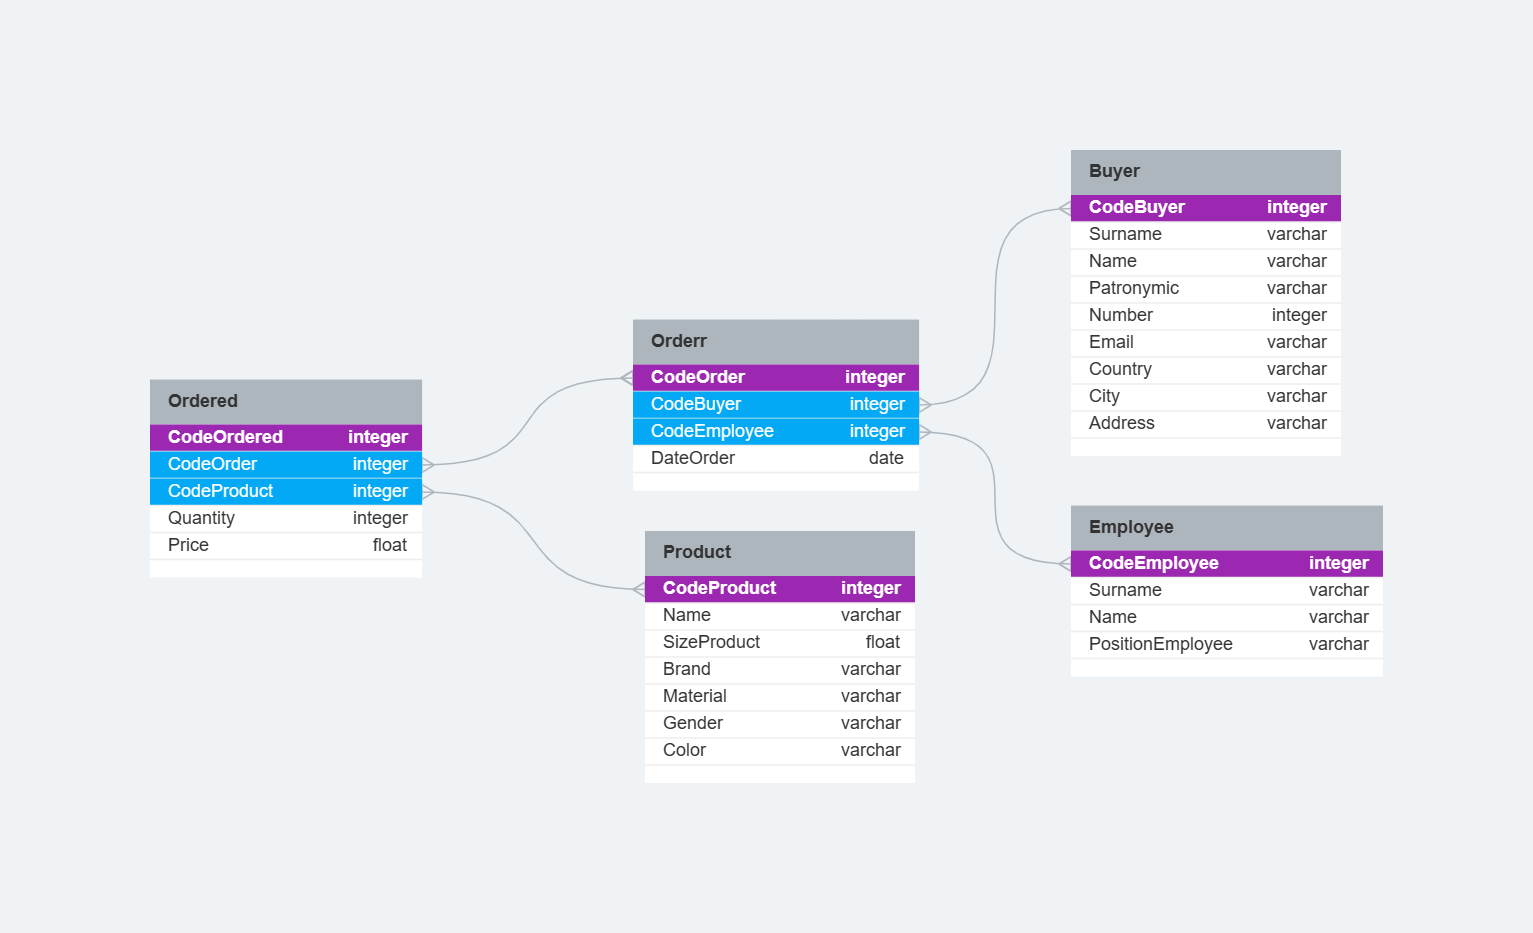 Ordered
CodeOrdered integer
CodeOrder integer
CodeProduct integer
Quantity integer
Price float
Orderr
CodeOrder integer
CodeBuyer integer
CodeEmployee integer
DateOrder date
Product
CodeProduct integer
Name varchar
SizeProduct float
Brand varchar
Material varchar
Gender varchar
Color varchar
Buyer
CodeBuyer integer
Surname varchar
Name varchar
Patronymic varchar
Number integer
Email varchar
Country varchar
City varchar
Address varchar
Employee
CodeEmployee integer
Surname varchar
Name varchar
PositionEmployee varchar